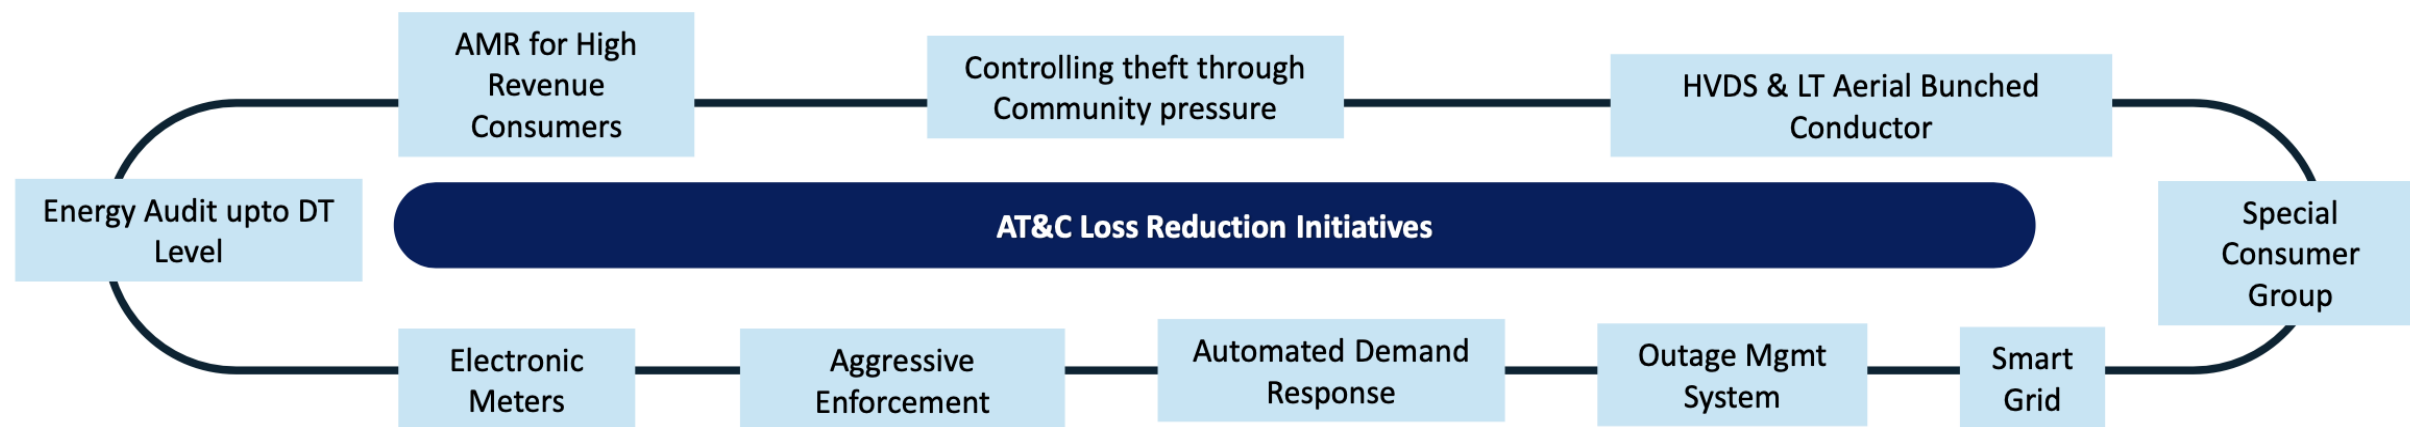 AMR for High
Revenue
Consumers
Controlling theft through
Community pressure
HVDS & LT Aerial Bunched
Conductor
Energy Audit upto DT
Level
AT&C Loss Reduction Initiatives
Special
Consumer
Group
Electronic
Meters
Aggressive
Enforcement
Automated Demand
Response
Outage Mgmt
System
Smart
Grid